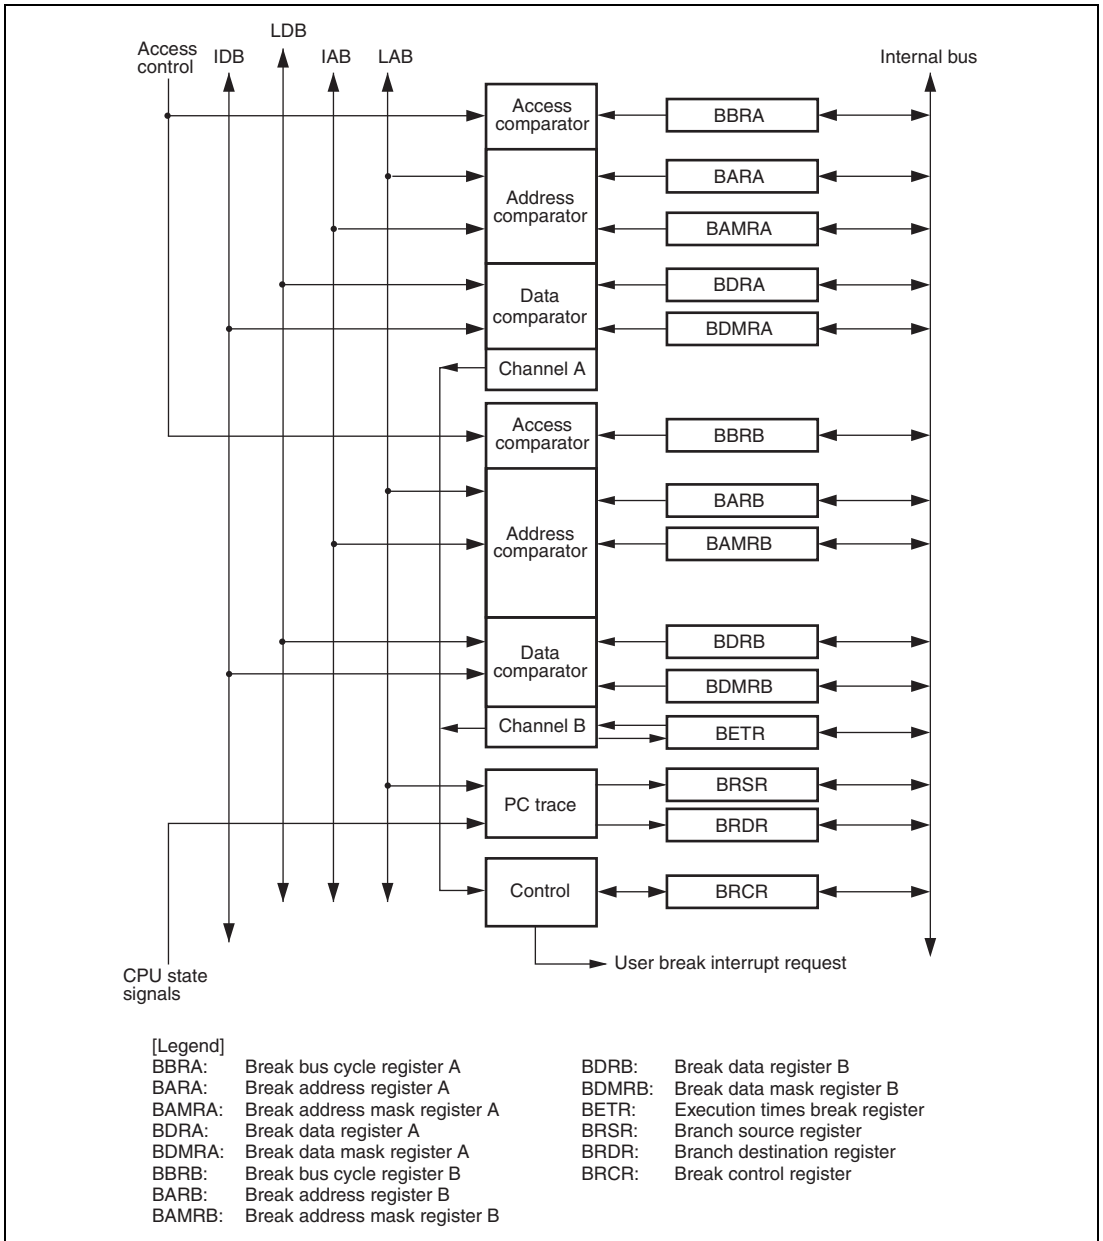 LDB
Access
control
IDB
IAB
LAB
Internal bus
Access
comparator
BBRA
BARA
Address
comparator
BAMRA
Data
comparator
BDRA
BDMRA
Channel A
Access
comparator
BBRB
BARB
Address
comparator
BAMRB
BDRB
Data
comparator
BDMRB
Channel B
BETR
BRSR
PC trace
BRDR
Control
BRCR
User break interrupt request
CPU state
signals
[Legend]
BBRA: Break bus cycle register A
BARA: Break address register A
BAMRA: Break address mask register A
BDRA: Break data register A
BDMRA: Break data mask register A
BBRB: Break bus cycle register B
BARB: Break address register B
BAMRB: Break address mask register B
BDRB: Break data register B
BDMRB: Break data mask register B
BETR: Execution times break register
BRSR: Branch source register
BRDR: Branch destination register
BRCR: Break control register